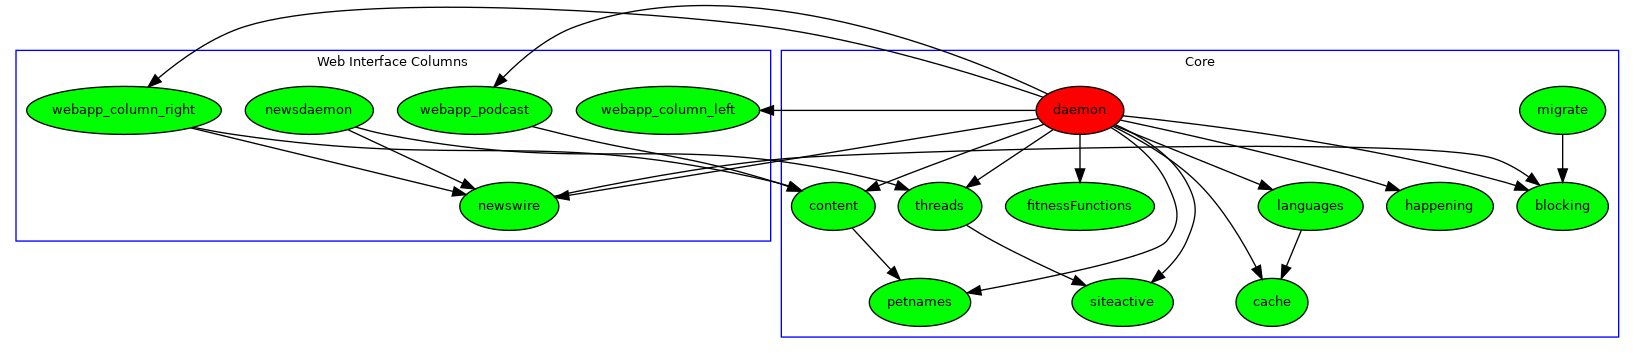 Web Interface Columns
Core
webapp_column_right
newsdaemon
webapp_podcast
webapp_column_left
daemon
migrate
newswire
content
threads
fitnessFunctions
languages
happening
blocking
petnames
siteactive
cache